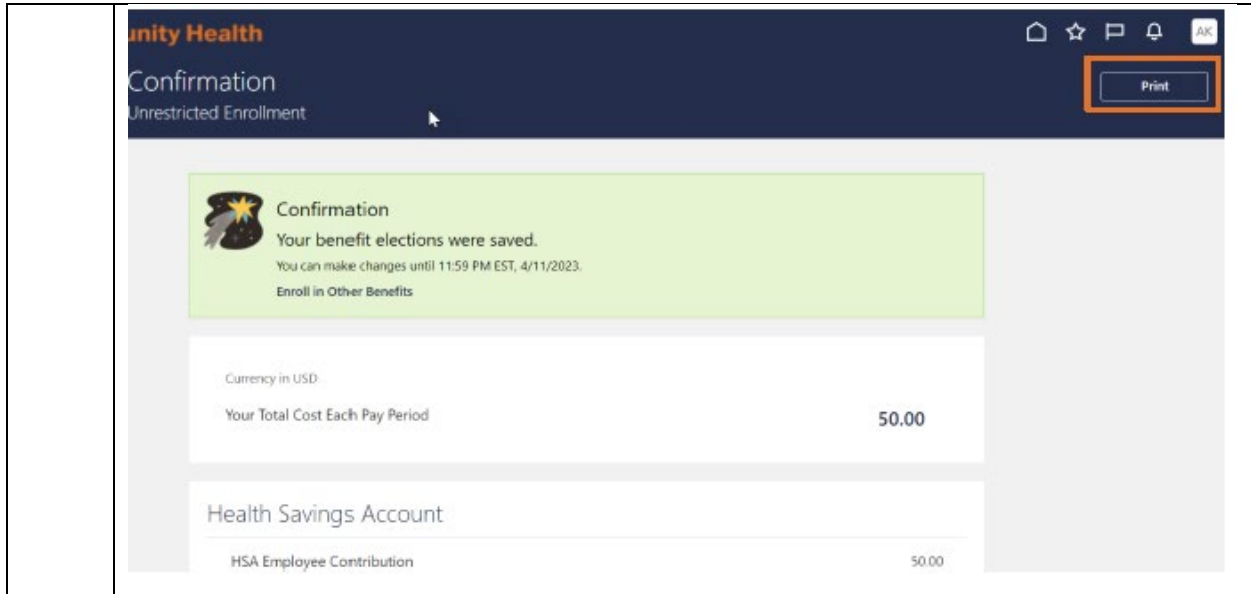 unity Health
AK
Confirmation
Print
Unrestricted Enrollment
Confirmation
Your benefit elections were saved.
You can make changes until 11:59 PM EST, 4/11/2023.
Enroll in Other Benefits
Currency in USD
Your Total Cost Each Pay Period 50.00
Health Savings Account
HSA Employee Contribution 50.00